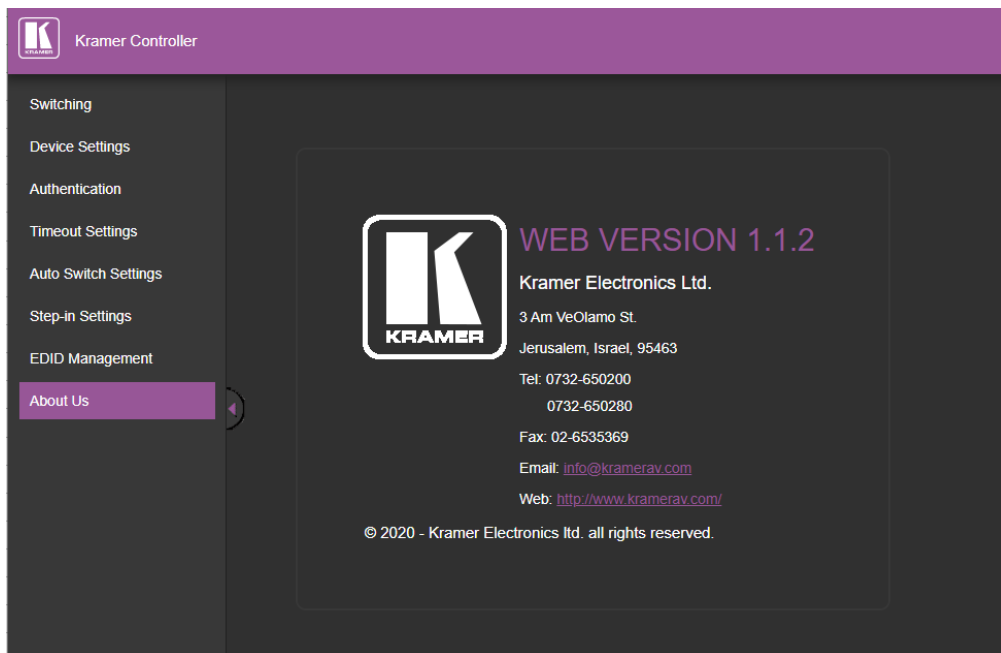 KRAMER
Kramer Controller
Switching
Device Settings
Authentication
Timeout Settings
Auto Switch Settings
Step-in Settings
EDID Management
About Us
KRAMER
WEB VERSION 1.1.2
Kramer Electronics Ltd.
3 Am VeOlamo St.
Jerusalem, Israel, 95463
Tel: 0732-650200
0732-650280
Fax: 02-6535369
Email: info@kramerav.com
Web: http://www.kramerav.com/
© 2020 - Kramer Electronics ltd. all rights reserved.